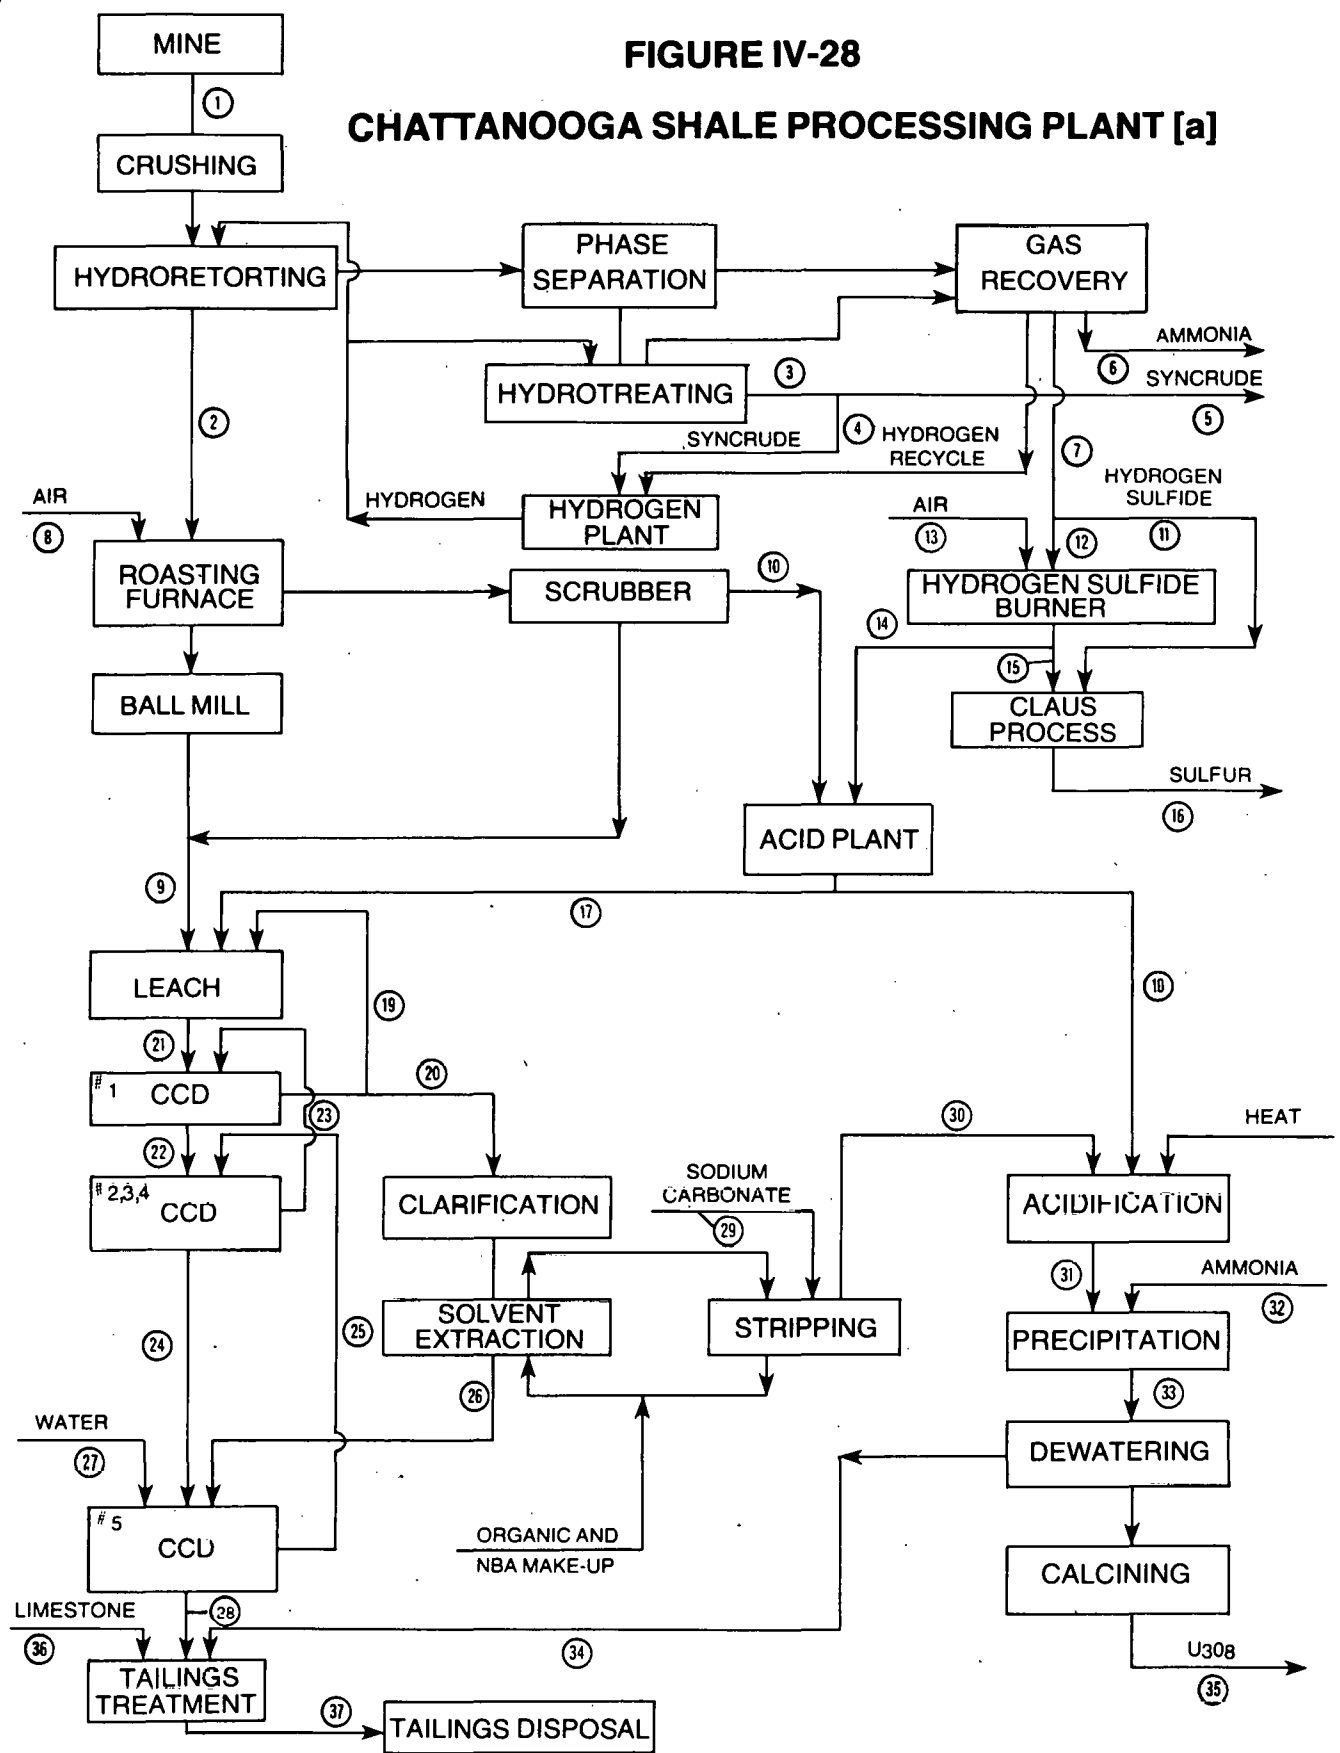 FIGURE IV-28
CHATTANOOGA SHALE PROCESSING PLANT [a]
MINE
1
CRUSHING
HYDRORETORTING
PHASE
SEPARATION
GAS
RECOVERY
AMMONIA
6
HYDROTREATING
3
SYNCRUDE
5
2
4
SYNCRUDE
HYDROGEN
RECYCLE
7
HYDROGEN
SULFIDE
11
AIR
8
HYDROGEN
HYDROGEN
PLANT
AIR
13
12
ROASTING
FURNACE
SCRUBBER
10
HYDROGEN SULFIDE
BURNER
14
15
BALL MILL
CLAUS
PROCESS
SULFUR
16
ACID PLANT
9
17
LEACH
19
10
21
# 1
CCD
20
23
30
HEAT
22
# 2,3,4
CCD
CLARIFICATION
SODIUM
CARBONATE
29
ACIDIFICATION
31
AMMONIA
32
24
25
SOLVENT
EXTRACTION
STRIPPING
PRECIPITATION
26
33
WATER
27
DEWATERING
# 5
CCD
ORGANIC AND
NBA MAKE-UP
CALCINING
LIMESTONE
36
28
34
U308
35
TAILINGS
TREATMENT
37
TAILINGS DISPOSAL